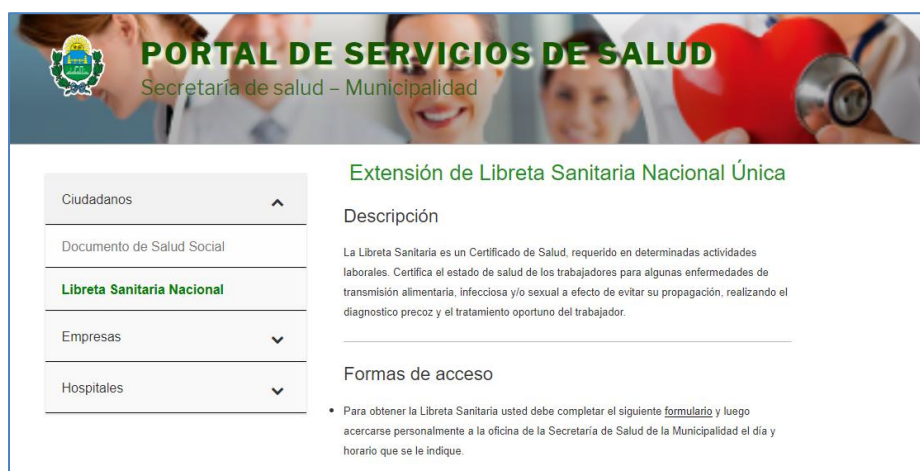 PORTAL DE SERVICIOS DE SALUD
Secretaría de salud – Municipalidad
Ciudadanos
Documento de Salud Social
Libreta Sanitaria Nacional
Empresas
Hospitales
Extensión de Libreta Sanitaria Nacional Única
Descripción
La Libreta Sanitaria es un Certificado de Salud, requerido en determinadas actividades
laborales. Certifica el estado de salud de los trabajadores para algunas enfermedades de
transmisión alimentaria, infecciosa y/o sexual a efecto de evitar su propagación, realizando el
diagnostico precoz y el tratamiento oportuno del trabajador.
Formas de acceso
• Para obtener la Libreta Sanitaria usted debe completar el siguiente formulario y luego
acercarse personalmente a la oficina de la Secretaría de Salud de la Municipalidad el día y
horario que se le indique.